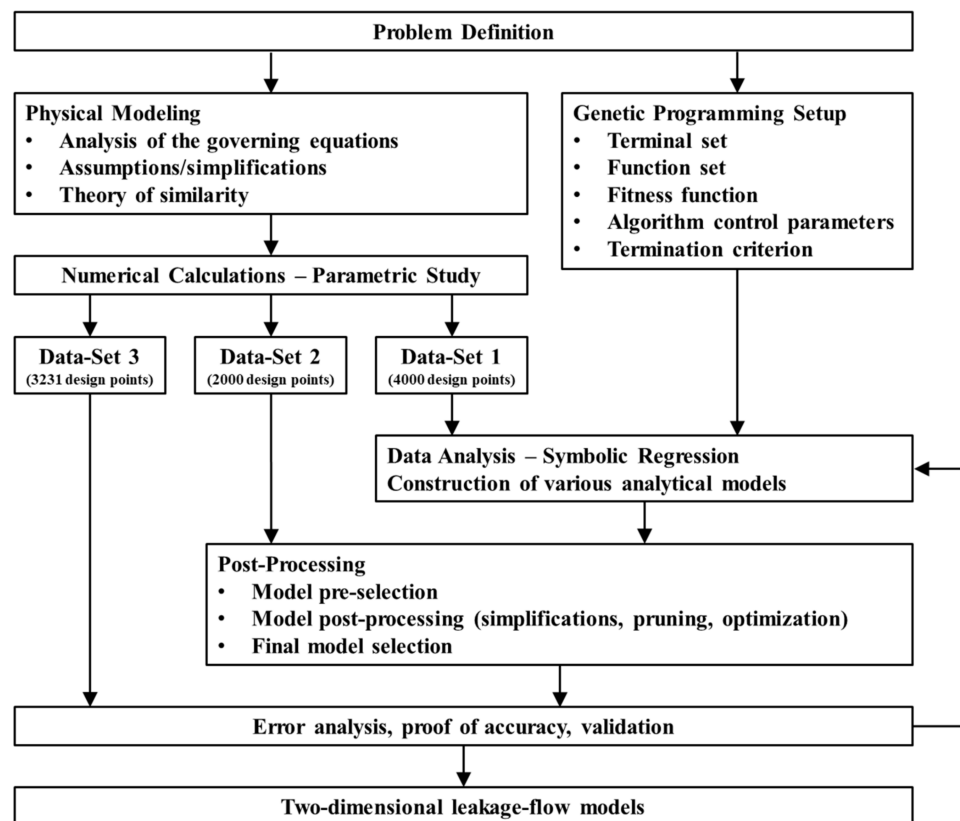 Problem Definition
Physical Modeling
• Analysis of the governing equations
• Assumptions/simplifications
• Theory of similarity
Genetic Programming Setup
• Terminal set
• Function set
• Fitness function
• Algorithm control parameters
• Termination criterion
Numerical Calculations – Parametric Study
Data-Set 3
(3231 design points)
Data-Set 2
(2000 design points)
Data-Set 1
(4000 design points)
Data Analysis – Symbolic Regression
Construction of various analytical models
Post-Processing
• Model pre-selection
• Model post-processing (simplifications, pruning, optimization)
• Final model selection
Error analysis, proof of accuracy, validation
Two-dimensional leakage-flow models